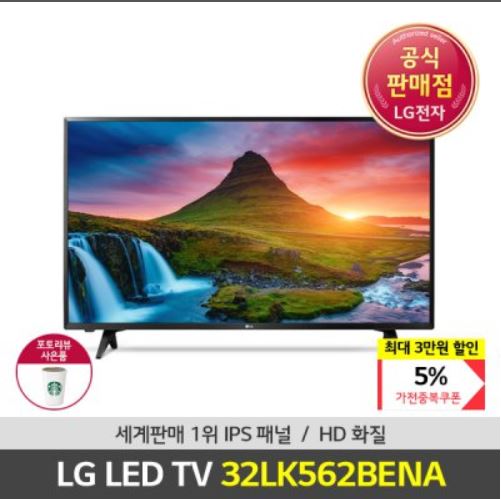 Authorized seller
공식
판매점
LG전자
LG
포토리뷰
사은품
최대 3만원 할인
5%
가전중복쿠폰
세계판매 1위 IPS 패널 / HD 화질
LG LED TV 32LK562BENA